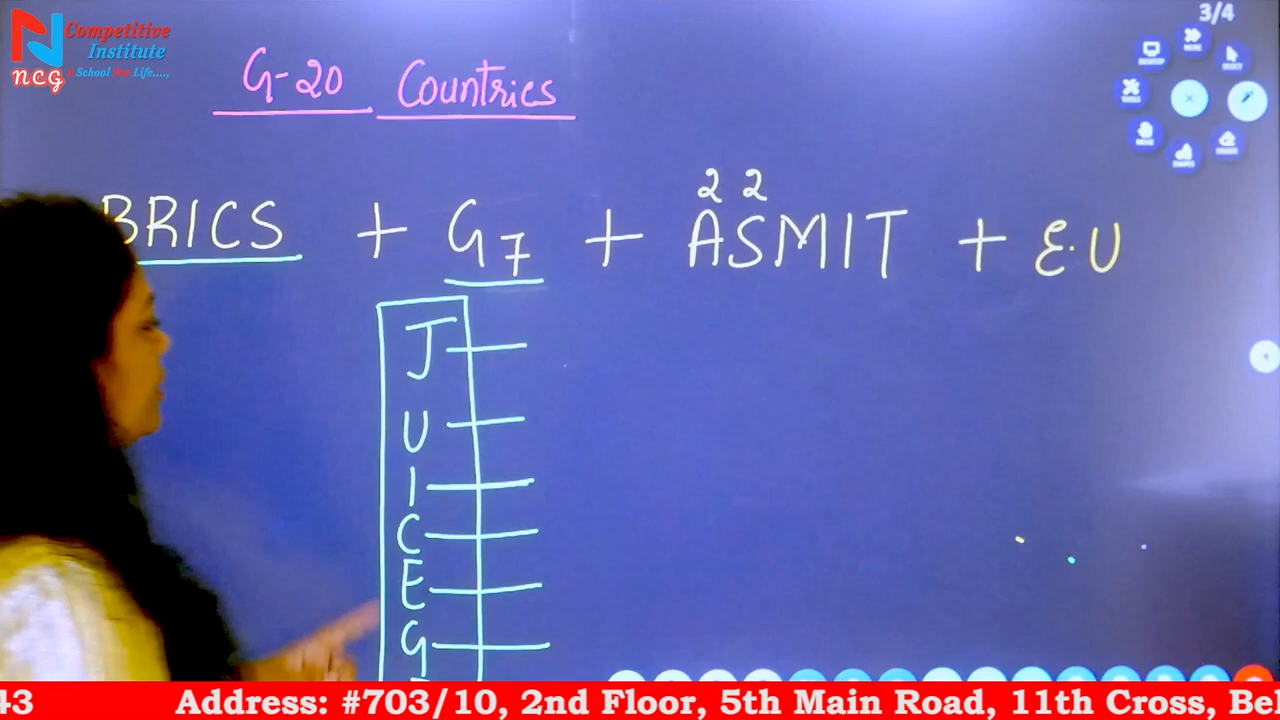 3/4
Competitive
Institute
ncg A School For Life....,
G-20 Countries
2 2
BRICS + G7 + ASMIT + E.U
J
U
I
C
E
G
43 Address: #703/10, 2nd Floor, 5th Main Road, 11th Cross, Bel